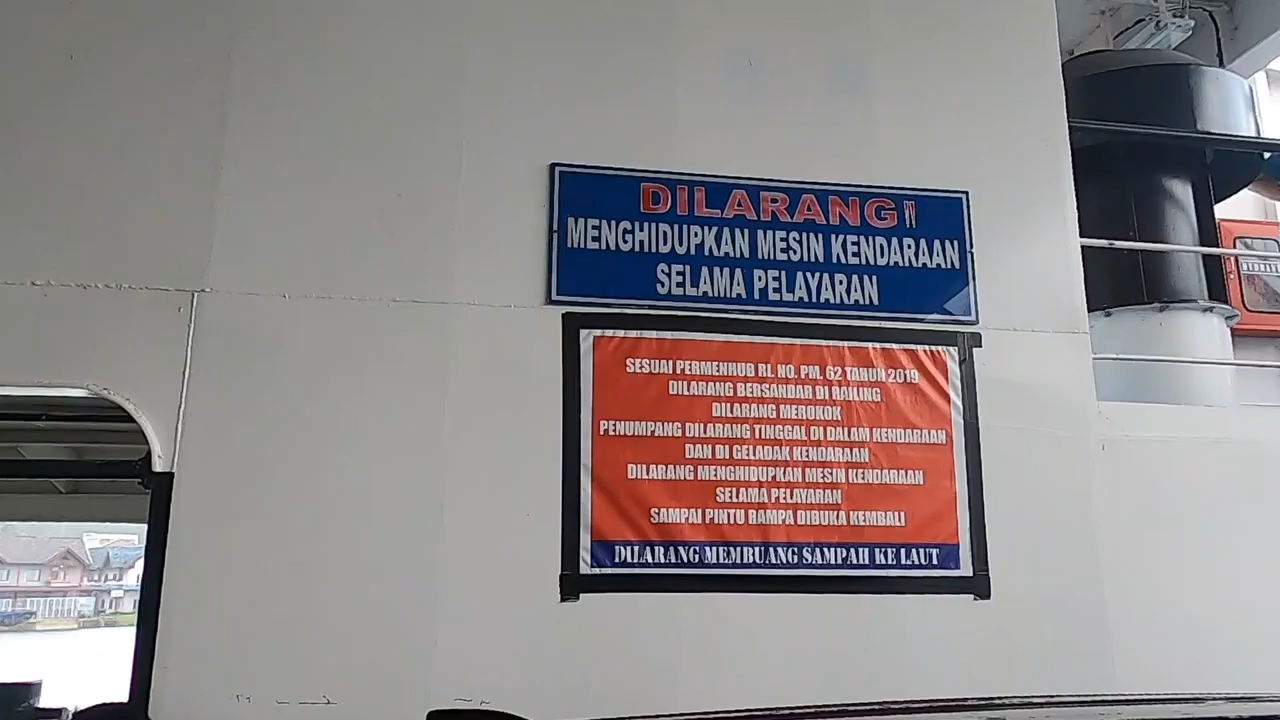 DILARANG!!
MENGHIDUPKAN MESIN KENDARAAN
SELAMA PELAYARAN
SESUAI PERMENHUB RI. NO. PM. 62 TAHUN 2019
DILARANG BERSANDAR DI RAILING
DILARANG MEROKOK
PENUMPANG DILARANG TINGGAL DI DALAM KENDARAAN
DAN DI GELADAK KENDARAAN
DILARANG MENGHIDUPKAN MESIN KENDARAAN
SELAMA PELAYARAN
SAMPAI PINTU RAMPA DIBUKA KEMBALI
DILARANG MEMBUANG SAMPAH KE LAUT